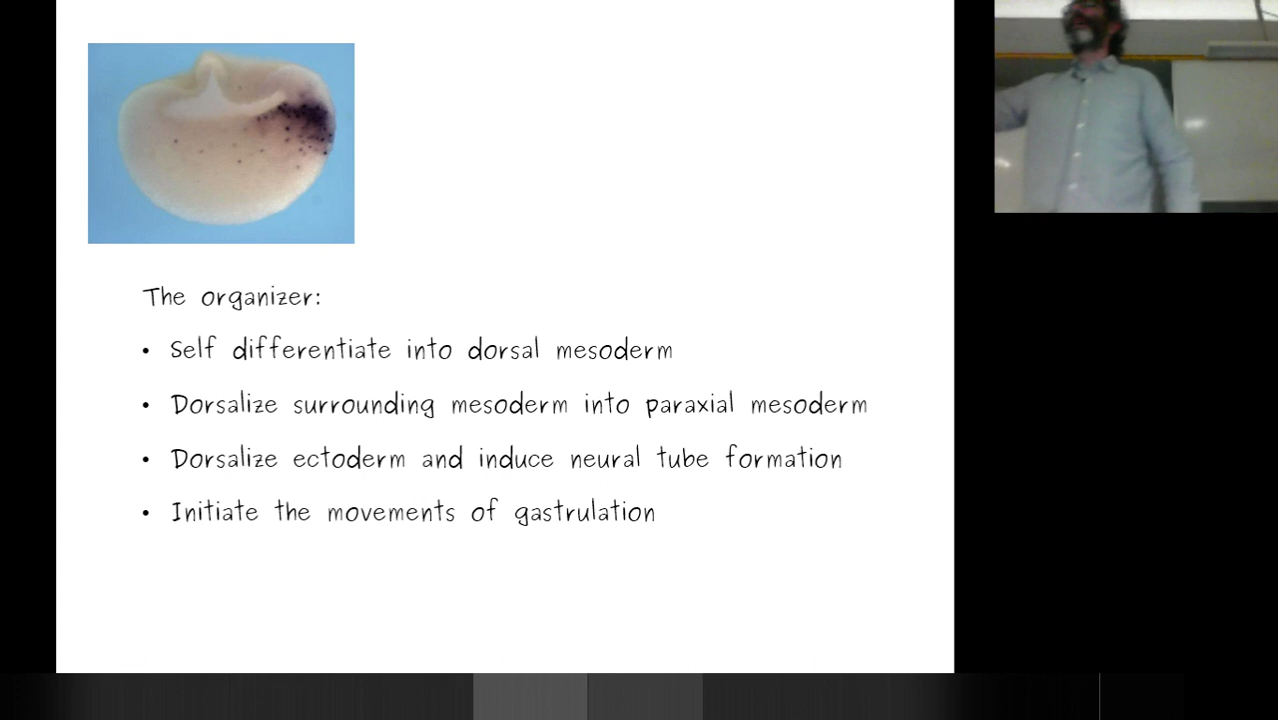 The organizer:
• Self differentiate into dorsal mesoderm
• Dorsalize surrounding mesoderm into paraxial mesoderm
• Dorsalize ectoderm and induce neural tube formation
• Initiate the movements of gastrulation